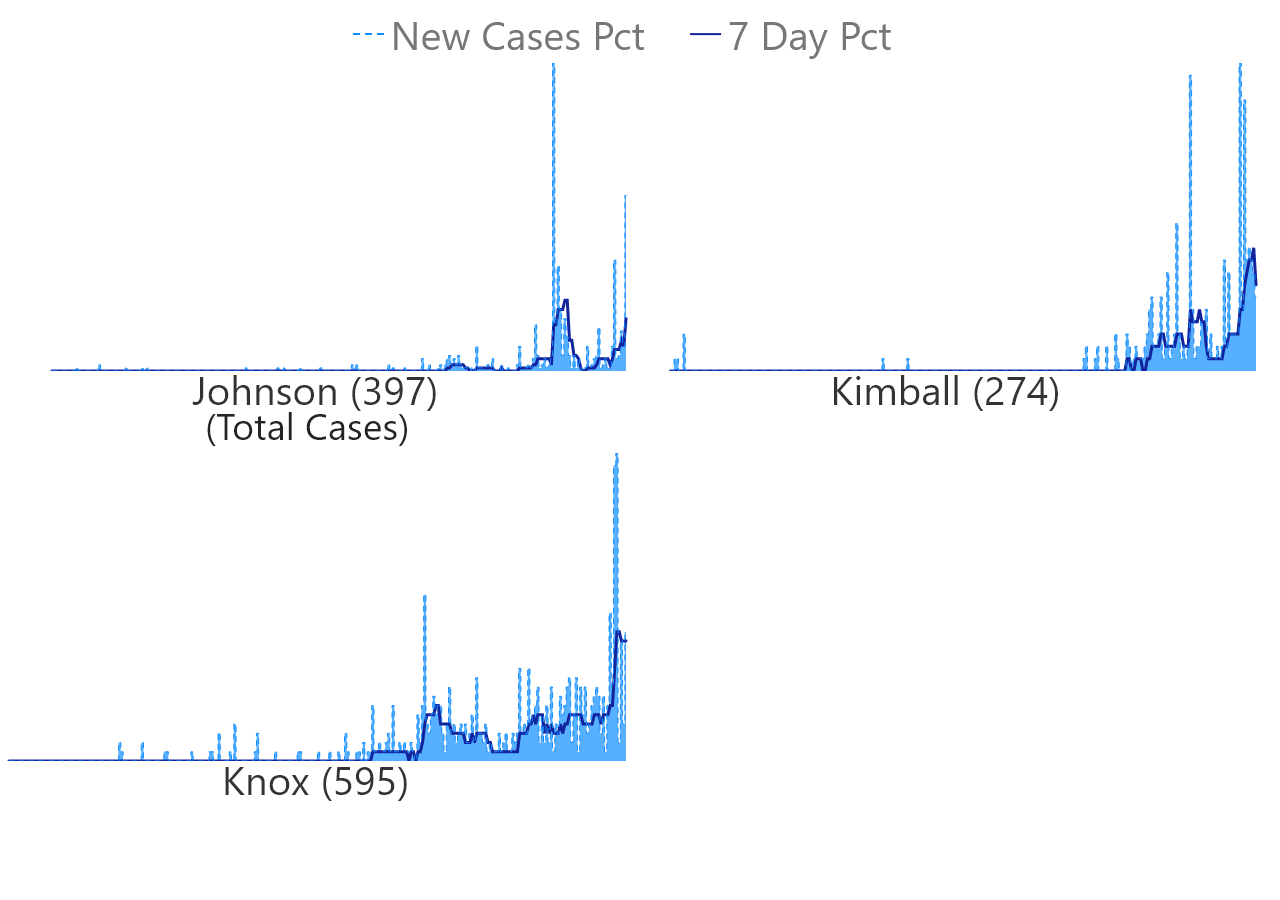 New Cases Pct 7 Day Pct
Johnson (397) Kimball (274)
(Total Cases)
Knox (595)